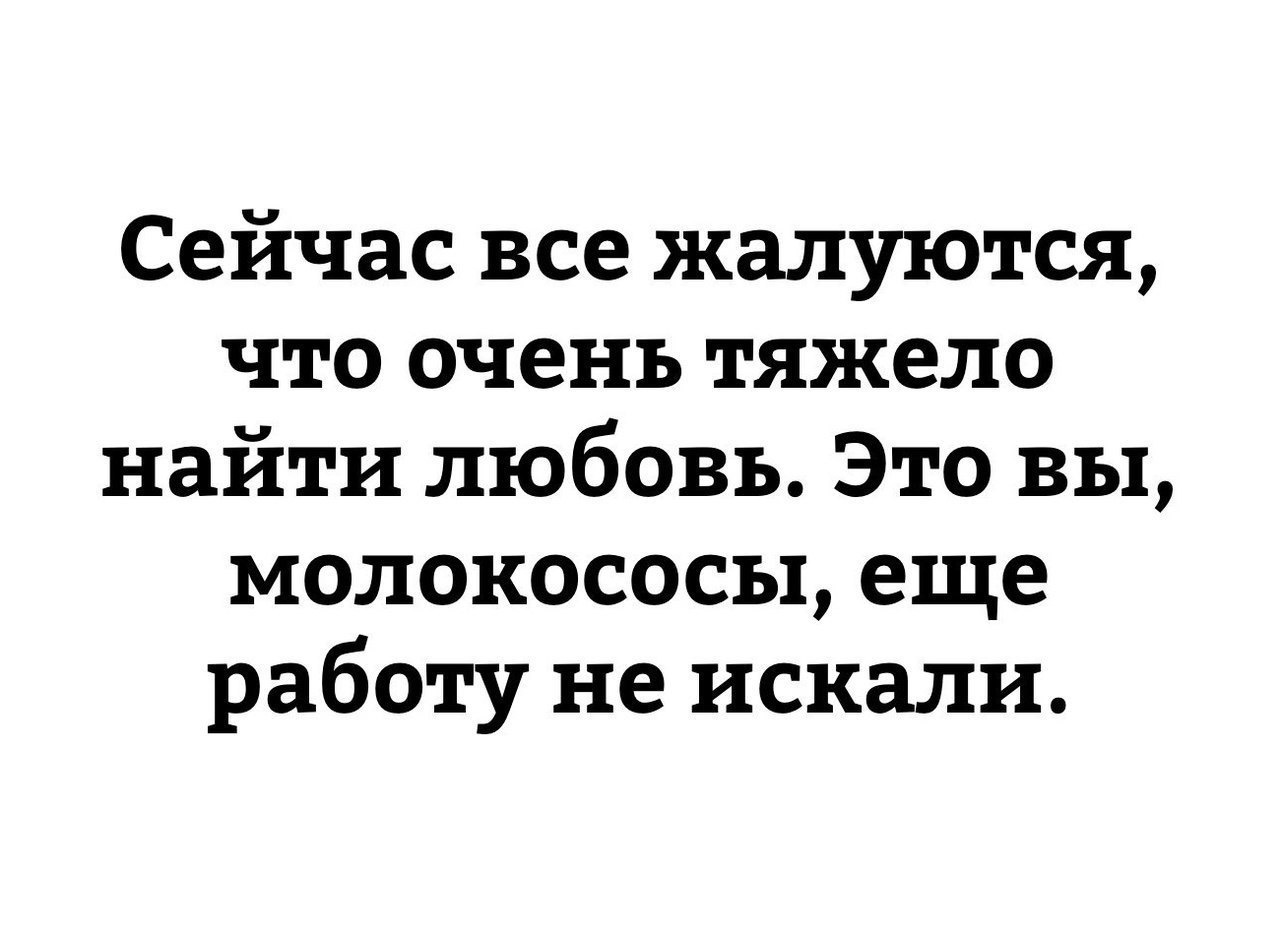 Сейчас все жалуются,
что очень тяжело
найти любовь. Это вы,
молокососы, еще
работу не искали.